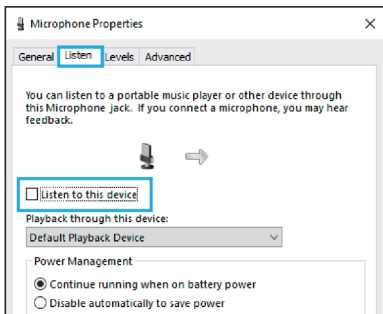 Microphone Properties
General Listen Levels Advanced
You can listen to a portable music player or other device through
this Microphone jack. If you connect a microphone, you may hear
feedback.
Listen to this device
Playback through this device:
Default Playback Device
Power Management
Continue running when on battery power
Disable automatically to save power